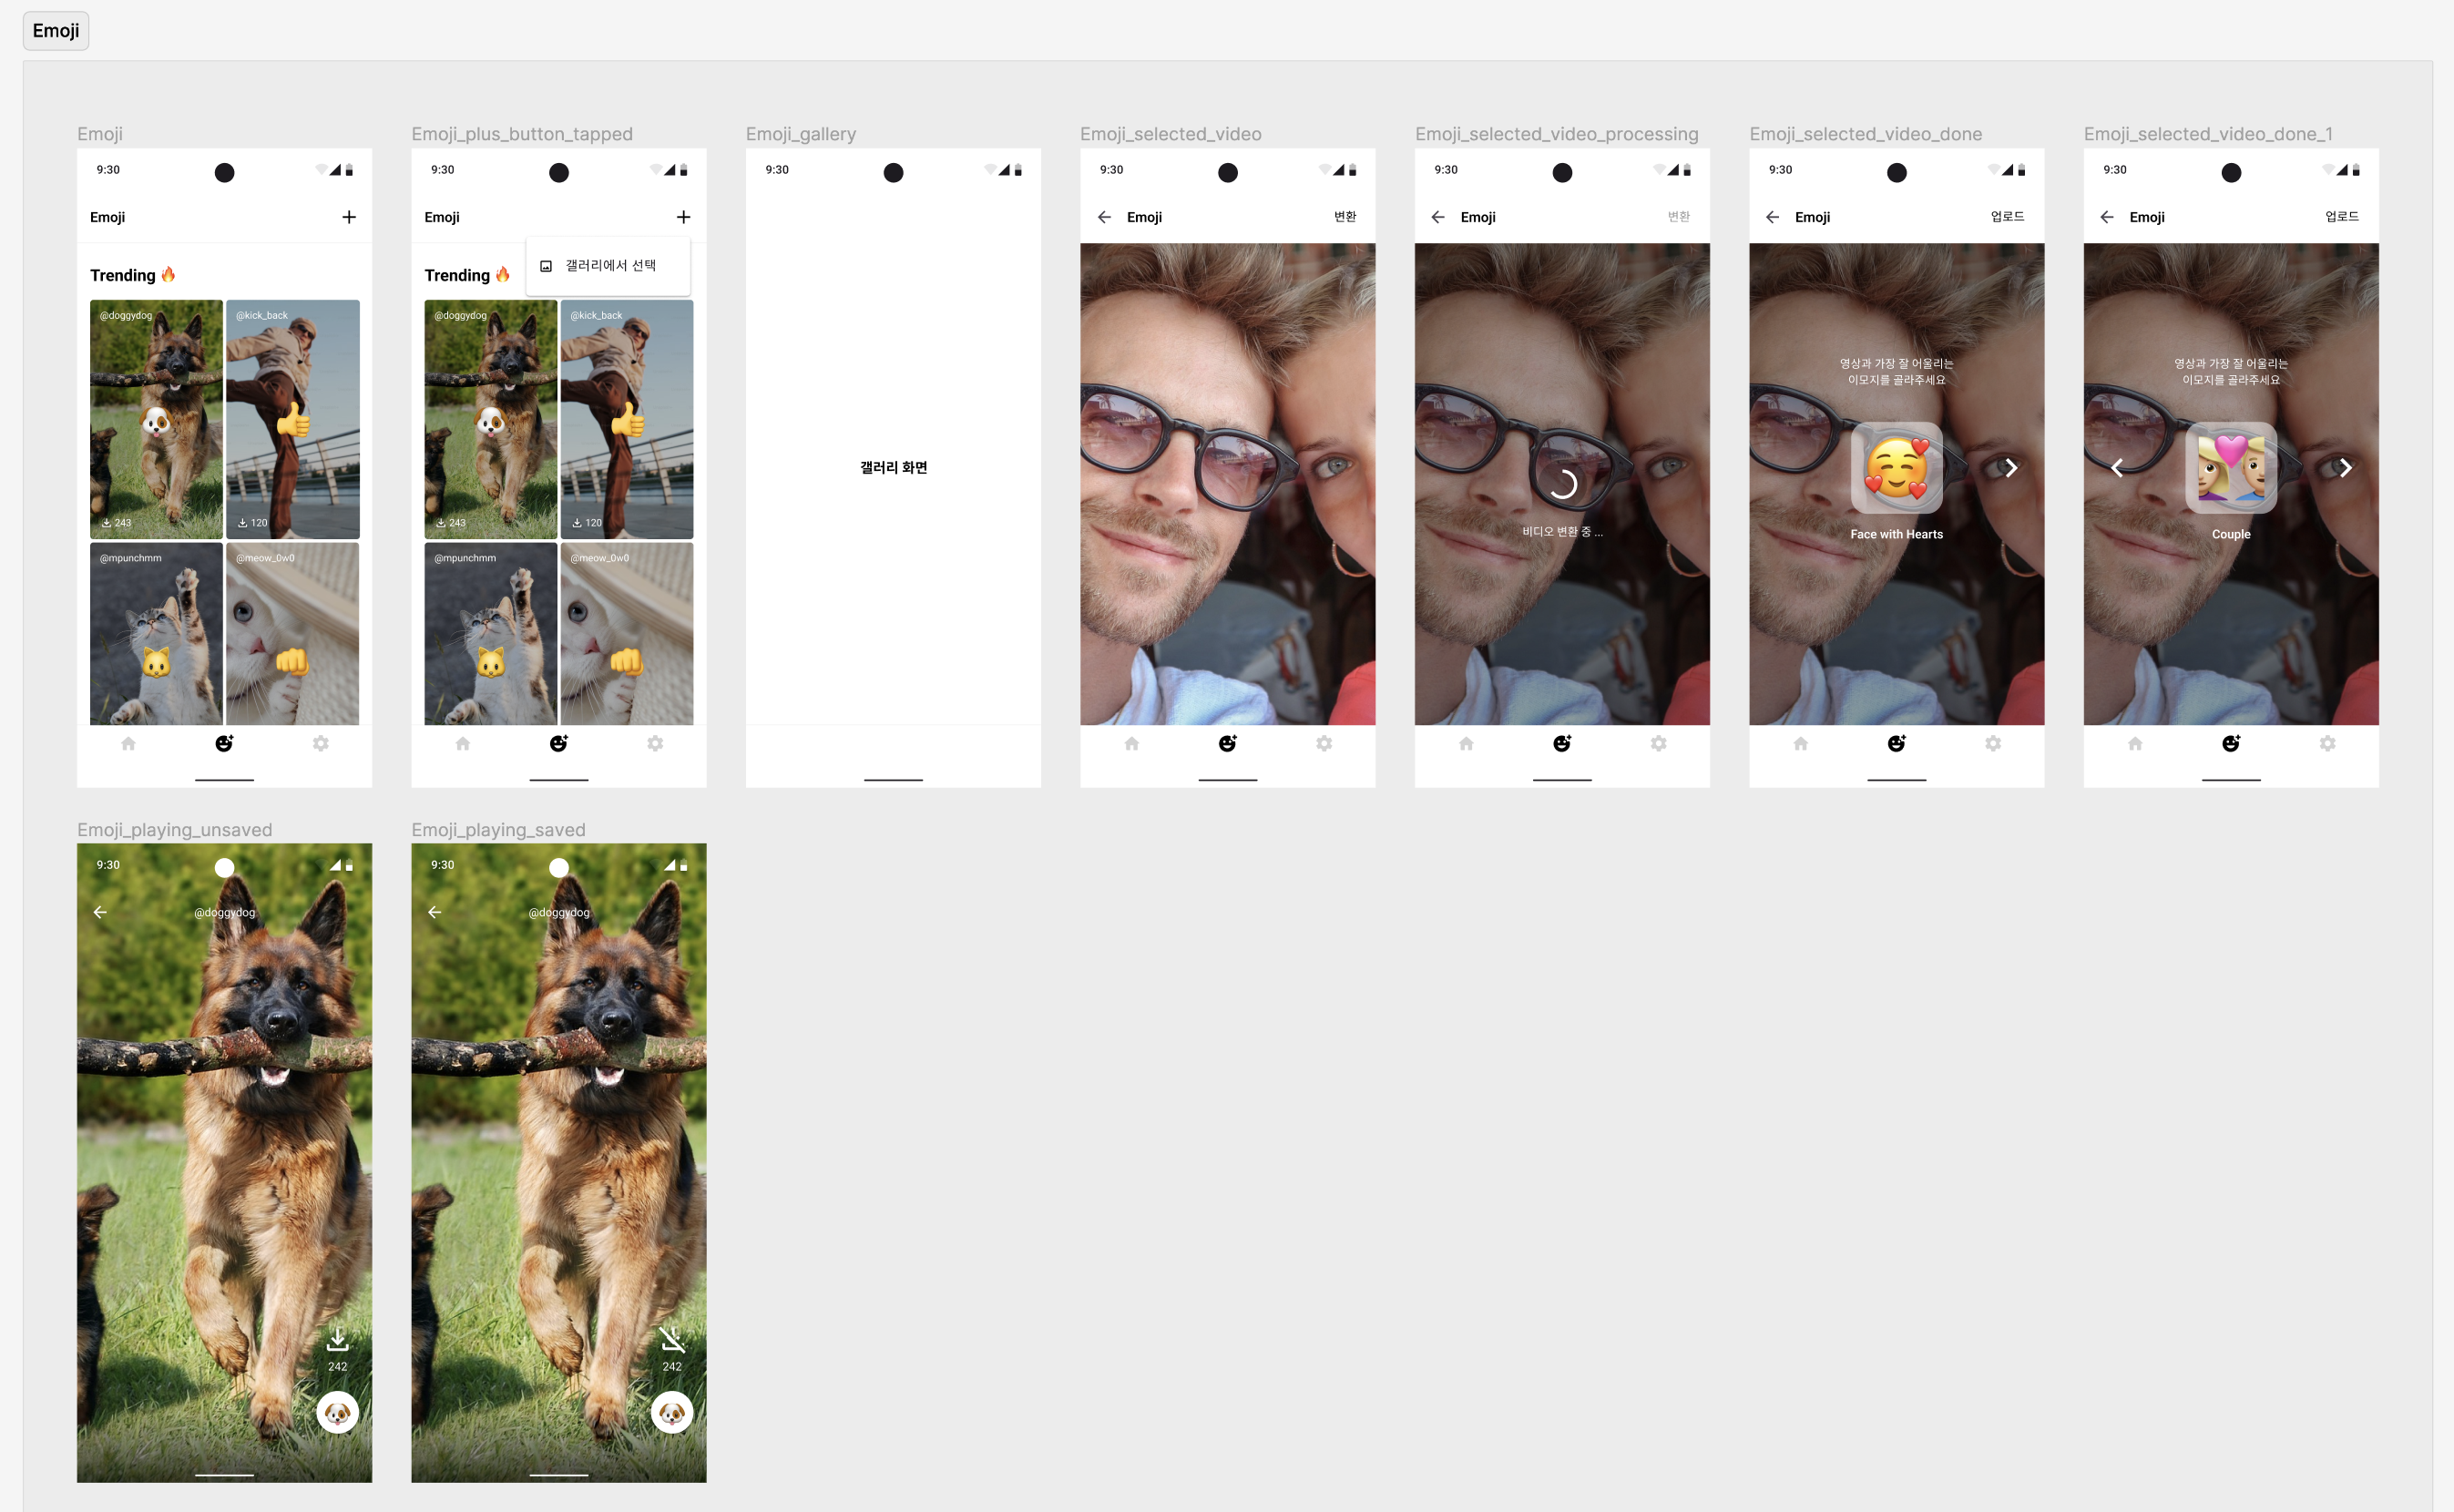 Emoji
Emoji
9:30
Emoji
Trending 🔥
@doggydog
@kick_back
243
120
@mpunchmm
@meow_0w0
Emoji_plus_button_tapped
9:30
Emoji
갤러리에서 선택
Trending 🔥
@doggydog
@kick_back
243
120
@mpunchmm
@meow_0w0
Emoji_gallery
9:30
갤러리 화면
Emoji_selected_video
9:30
Emoji
변환
Emoji_selected_video_processing
9:30
Emoji
변환
비디오 변환 중 ...
Emoji_selected_video_done
9:30
Emoji
업로드
영상과 가장 잘 어울리는
이모지를 골라주세요
Face with Hearts
Emoji_selected_video_done_1
9:30
Emoji
업로드
영상과 가장 잘 어울리는
이모지를 골라주세요
Couple
Emoji_playing_unsaved
9:30
@doggydog
242
Emoji_playing_saved
9:30
@doggydog
242